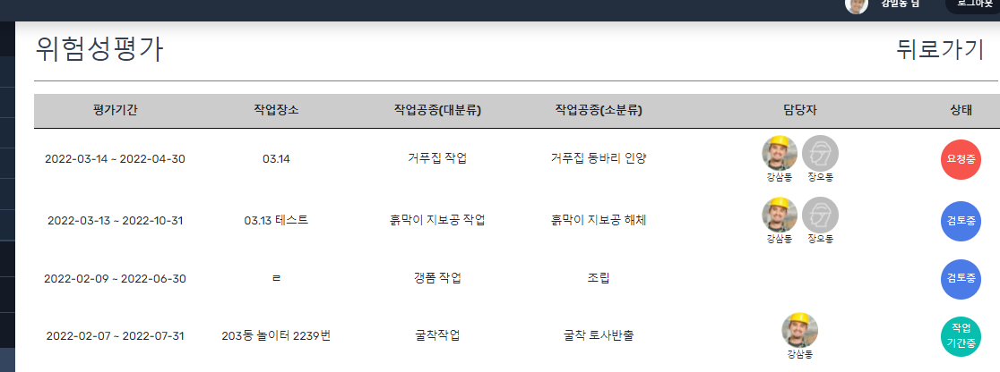 강일동 님 로그아웃
위험성평가 뒤로가기
평가기간 작업장소 작업공종(대분류) 작업공종(소분류) 담당자 상태
2022-03-14 ~ 2022-04-30 03.14 거푸집 작업 거푸집 동바리 인양 강삼동 장오동 요청중
2022-03-13 ~ 2022-10-31 03.13 테스트 흙막이 지보공 작업 흙막이 지보공 해체 강삼동 장오동 검토중
2022-02-09 ~ 2022-06-30 ㄹ 갱폼 작업 조립 검토중
2022-02-07 ~ 2022-07-31 203동 놀이터 2239번 굴착작업 굴착 토사반출 강삼동 작업
기간중